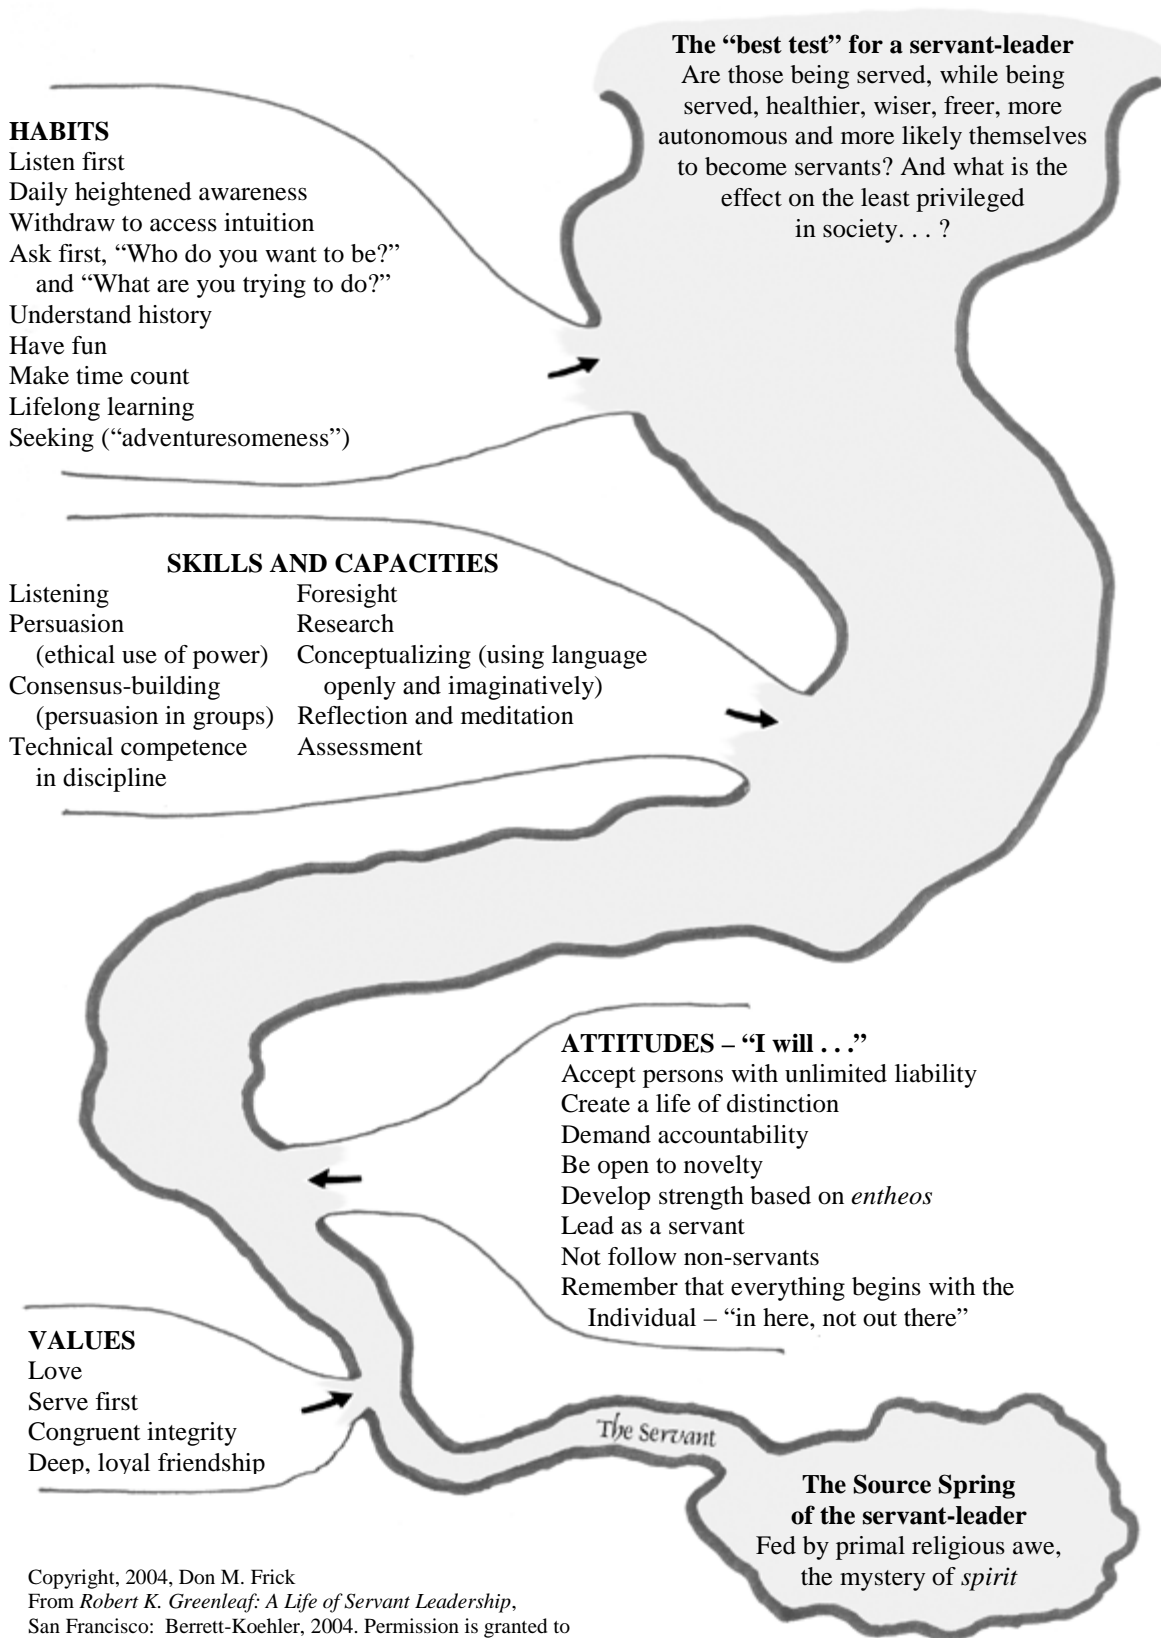 The “best test” for a servant-leader
Are those being served, while being
served, healthier, wiser, freer, more
autonomous and more likely themselves
to become servants? And what is the
effect on the least privileged
in society. . . ?
HABITS
Listen first
Daily heightened awareness
Withdraw to access intuition
Ask first, “Who do you want to be?”
and “What are you trying to do?”
Understand history
Have fun
Make time count
Lifelong learning
Seeking (“adventuresomeness”)
SKILLS AND CAPACITIES
Listening
Persuasion
(ethical use of power)
Consensus-building
(persuasion in groups)
Technical competence
in discipline
Foresight
Research
Conceptualizing (using language
openly and imaginatively)
Reflection and meditation
Assessment
ATTITUDES – “I will . . .”
Accept persons with unlimited liability
Create a life of distinction
Demand accountability
Be open to novelty
Develop strength based on entheos
Lead as a servant
Not follow non-servants
Remember that everything begins with the
Individual – “in here, not out there”
VALUES
Love
Serve first
Congruent integrity
Deep, loyal friendship
The Servant
The Source Spring
of the servant-leader
Fed by primal religious awe,
the mystery of spirit
Copyright, 2004, Don M. Frick
From Robert K. Greenleaf: A Life of Servant Leadership,
San Francisco: Berrett-Koehler, 2004. Permission is granted to